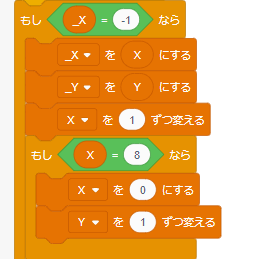 もし _X = -1 なら
_X を X にする
_Y を Y にする
X を 1 ずつ変える
もし X = 8 なら
X を 0 にする
Y を 1 ずつ変える